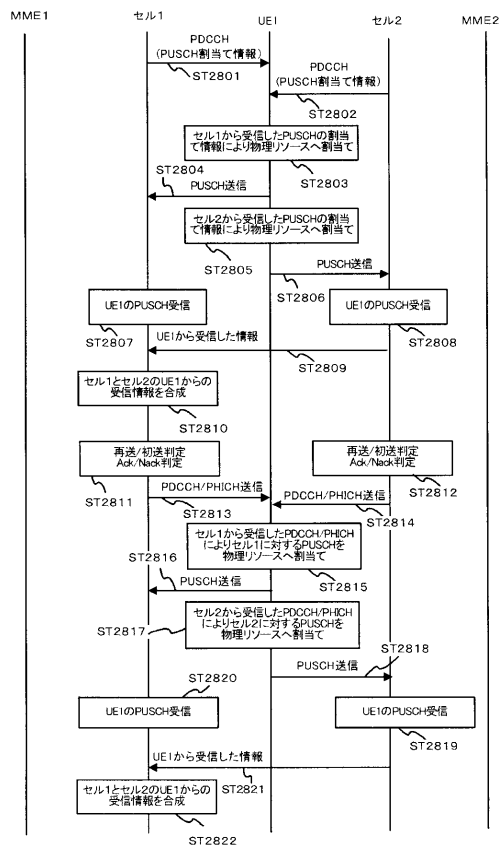 MME1
セル1
UE1
セル2
MME2
PDCCH
(PUSCH割当て情報)
ST2801
PDCCH
(PUSCH割当て情報)
ST2802
セル1から受信したPUSCHの割当
て情報により物理リソースへ割当て
ST2803
ST2804
PUSCH送信
セル2から受信したPUSCHの割当
て情報により物理リソースへ割当て
ST2805
PUSCH送信
ST2806
UE1のPUSCH受信
ST2807
UE1のPUSCH受信
ST2808
UE1から受信した情報
ST2809
セル1とセル2のUE1からの
受信情報を合成
ST2810
再送/初送判定
Ack/Nack判定
ST2811
再送/初送判定
Ack/Nack判定
ST2812
PDCCH/PHICH送信
ST2813
PDCCH/PHICH送信
ST2814
セル1から受信したPDCCH/PHICH
によりセル1に対するPUSCHを
物理リソースへ割当て
ST2815
ST2816
PUSCH送信
セル2から受信したPDCCH/PHICH
によりセル2に対するPUSCHを
物理リソースへ割当て
ST2817
PUSCH送信
ST2818
ST2820
UE1のPUSCH受信
UE1のPUSCH受信
ST2819
UE1から受信した情報
ST2821
セル1とセル2のUE1からの
受信情報を合成
ST2822